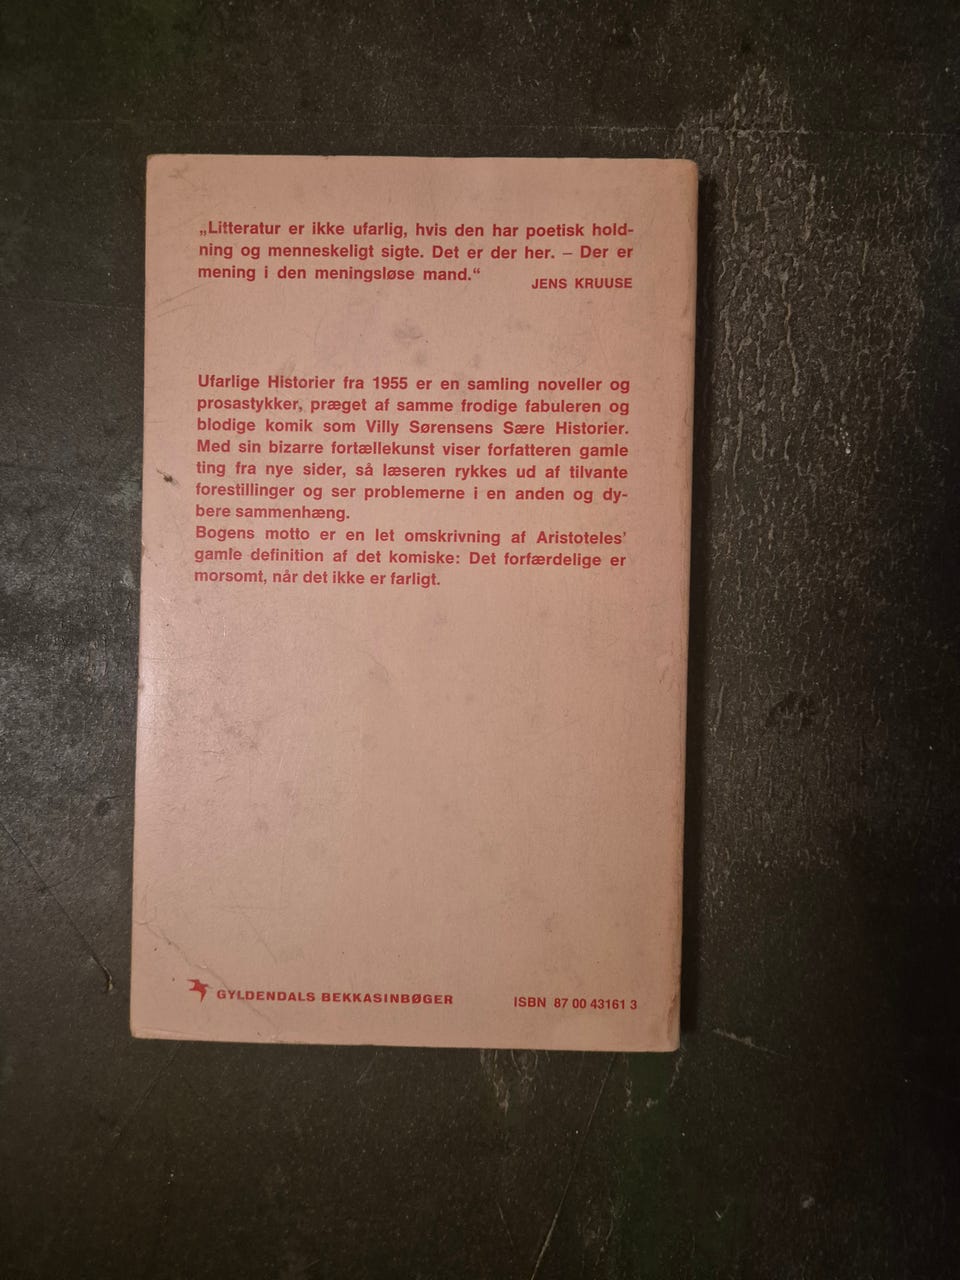 „Litteratur er ikke ufarlig, hvis den har poetisk hold-
ning og menneskeligt sigte. Det er der her. – Der er
mening i den meningsløse mand.“
JENS KRUUSE
Ufarlige Historier fra 1955 er en samling noveller og
prosastykker, præget af samme frodige fabuleren og
blodige komik som Villy Sørensens Sære Historier.
Med sin bizarre fortællekunst viser forfatteren gamle
ting fra nye sider, så læseren rykkes ud af tilvante
forestillinger og ser problemerne i en anden og dy-
bere sammenhæng.
Bogens motto er en let omskrivning af Aristoteles'
gamle definition af det komiske: Det forfærdelige er
morsomt, når det ikke er farligt.
GYLDENDALS BEKKASINBØGER
ISBN 87 00 43161 3